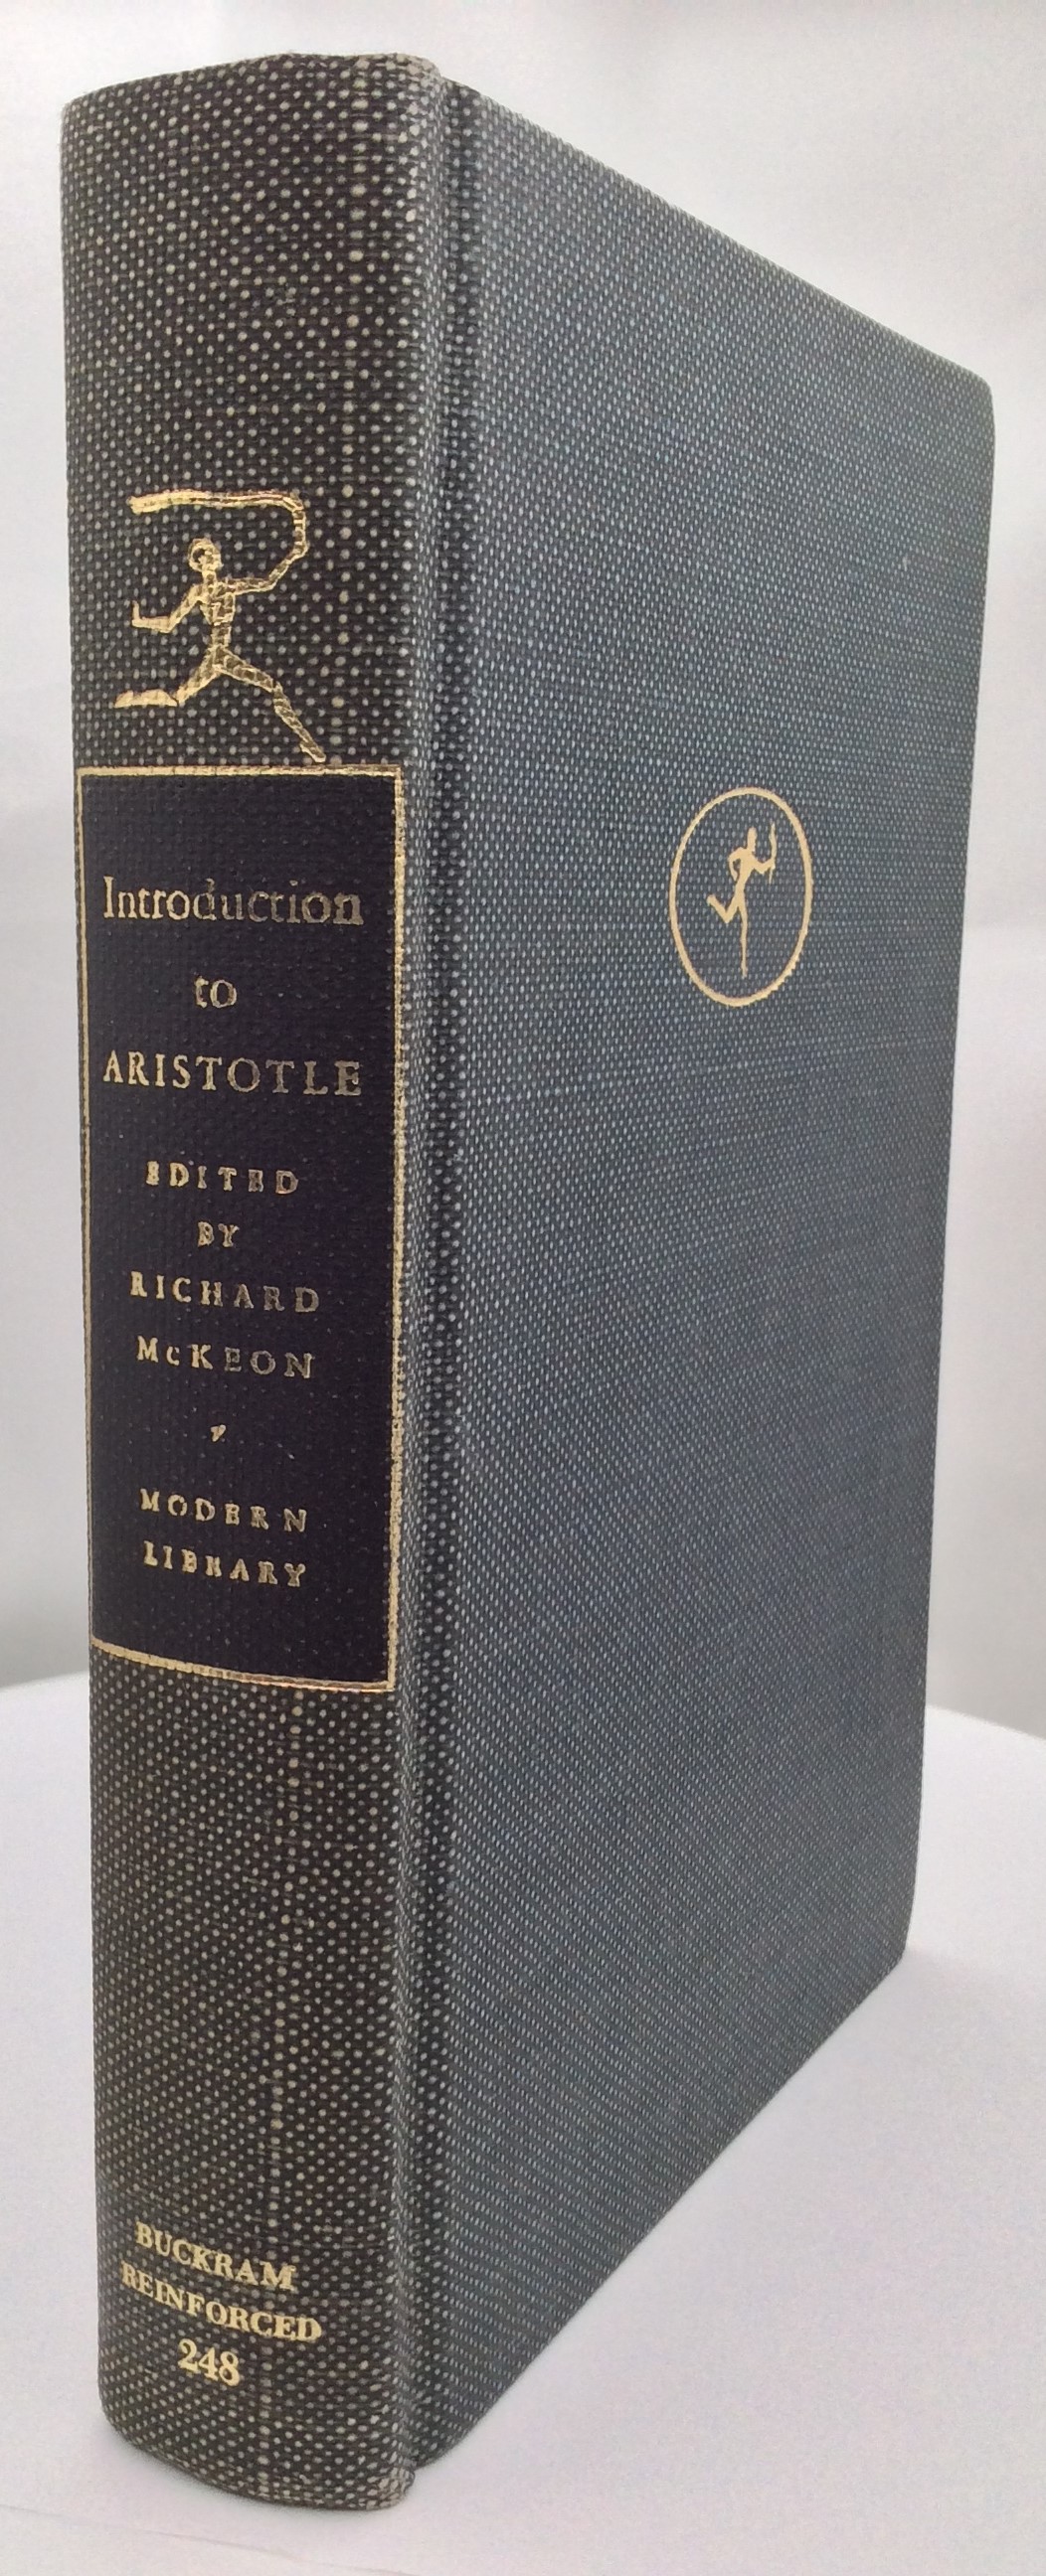 Introduction
to
ARISTOTLE
EDITED
BY
RICHARD
McKEON
MODERN
LIBRARY
BUCKRAM
REINFORCED
248